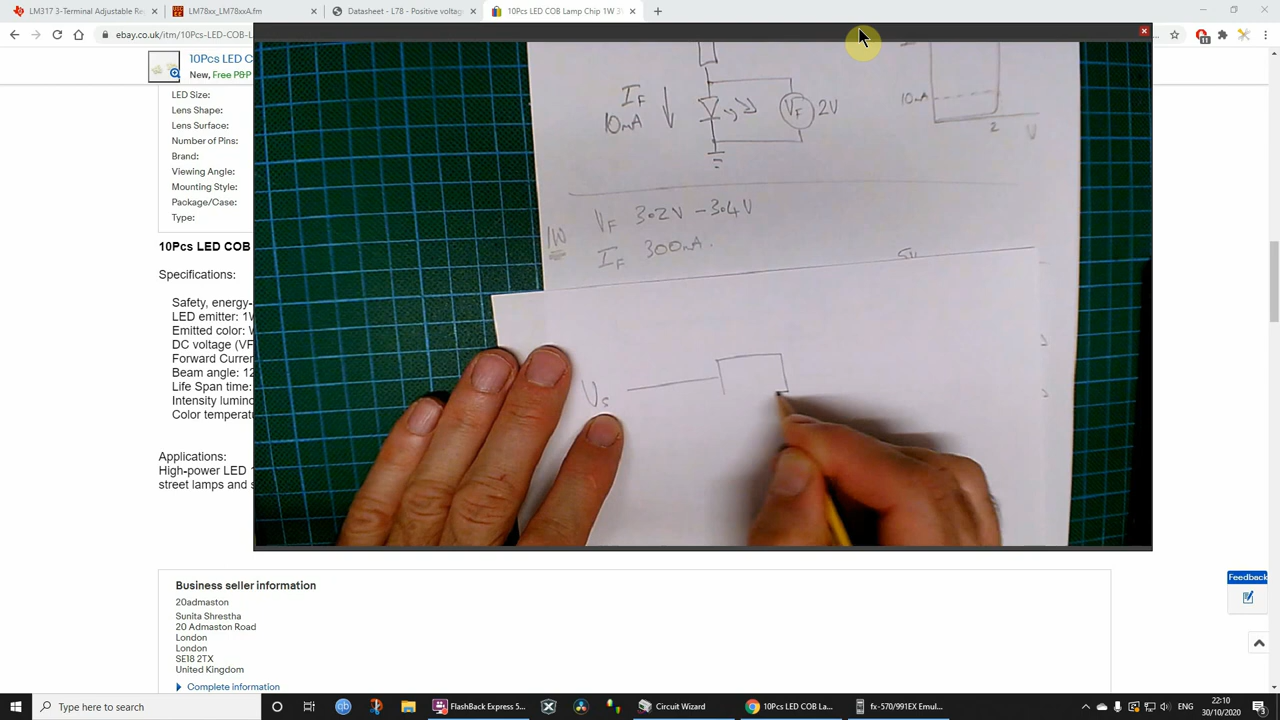 LM317 3-Terminal Adjustable Re
LM78xx_LM78xxA.fm
Datasheet - L78 - Positive voltag
10Pcs LED COB Lamp Chip 1W 3
ebay.co.uk/itm/10Pcs-LED-COB-L
11
10Pcs LED C
New, Free P&P
LED Size:
Lens Shape:
Lens Surface:
Number of Pins:
Brand:
Viewing Angle:
Mounting Style:
Package/Case:
Type:
10Pcs LED COB
Specifications:
Safety, energy-
LED emitter: 1W
Emitted color: W
DC voltage (VF
Forward Curren
Beam angle: 12
Life Span time:
Intensity lumino
Color temperatu
Applications:
High-power LED
street lamps and s
IF
10mA
VF
2V
10mA
2
V
1W
VF 3.2V - 3.4V
IF 300mA.
Vs
Business seller information
20admaston
Sunita Shrestha
20 Admaston Road
London
London
SE18 2TX
United Kingdom
Complete information
Feedback
Type here to search
FlashBack Express 5...
Circuit Wizard
10Pcs LED COB La...
fx-570/991EX Emul...
ENG
22:10
30/10/2020
3